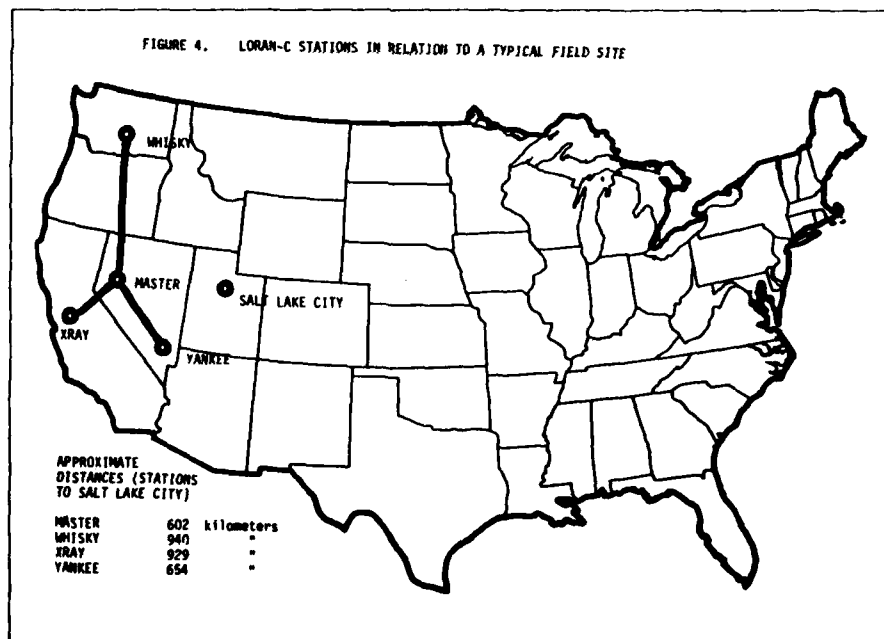 FIGURE 4. LORAN-C STATIONS IN RELATION TO A TYPICAL FIELD SITE
WHISKY
MASTER
SALT LAKE CITY
XRAY
YANKEE
APPROXIMATE
DISTANCES (STATIONS
TO SALT LAKE CITY)
MASTER 602 kilometers
WHISKY 940 "
XRAY 929 "
YANKEE 654 "